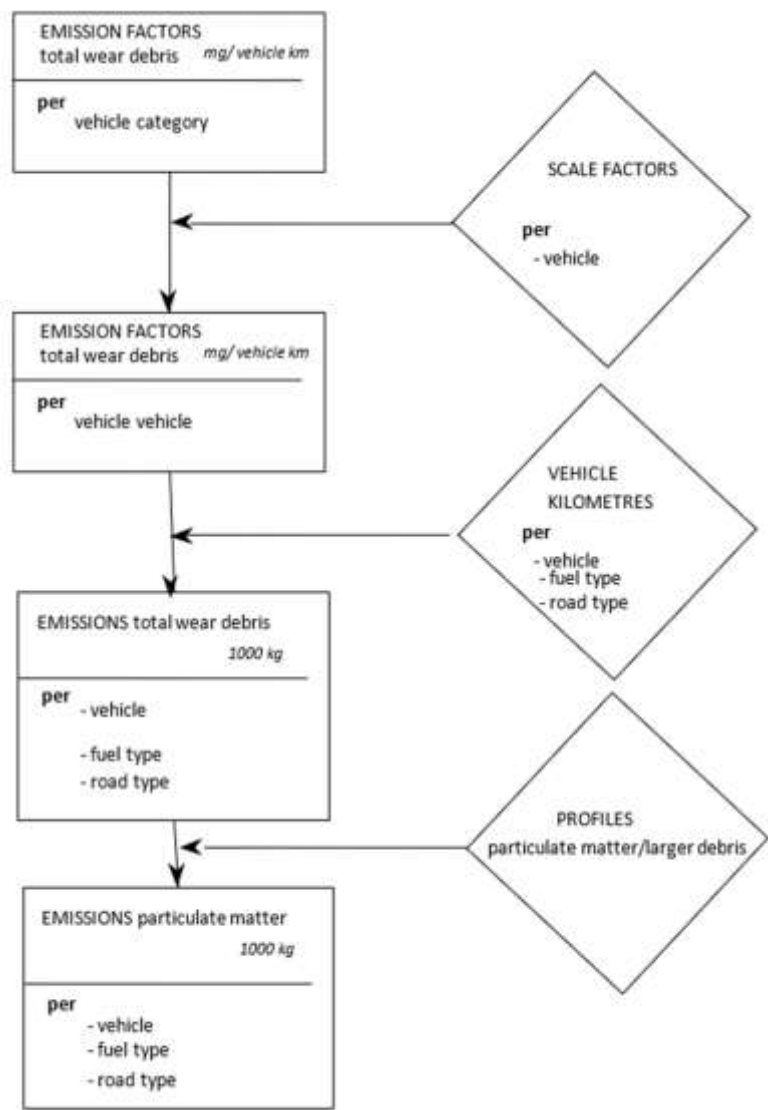 EMISSION FACTORS
total wear debris mg/ vehicle km
per
vehicle category
SCALE FACTORS
per
- vehicle
EMISSION FACTORS
total wear debris mg/ vehicle km
per
vehicle vehicle
VEHICLE
KILOMETRES
per
- vehicle
- fuel type
- road type
EMISSIONS total wear debris
1000 kg
per
- vehicle
- fuel type
- road type
PROFILES
particulate matter/larger debris
EMISSIONS particulate matter
1000 kg
per
- vehicle
- fuel type
- road type